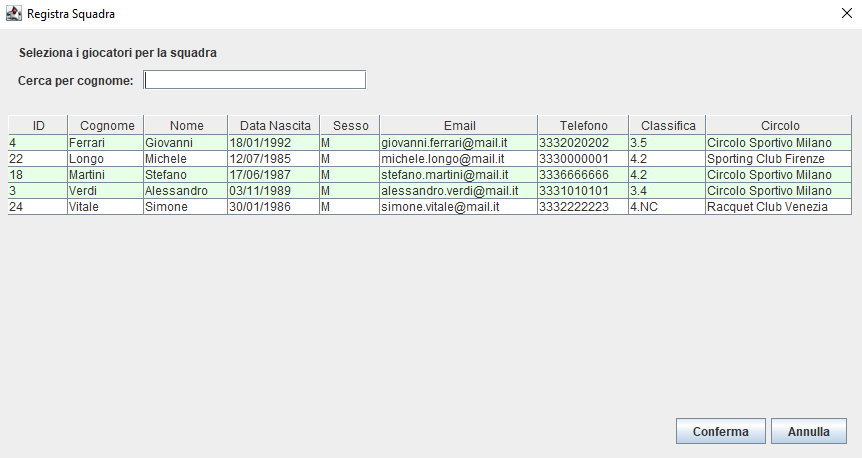 Registra Squadra
Seleziona i giocatori per la squadra
Cerca per cognome:
ID Cognome Nome Data Nascita Sesso Email Telefono Classifica Circolo
4 Ferrari Giovanni 18/01/1992 M giovanni.ferrari@mail.it 3332020202 3.5 Circolo Sportivo Milano
22 Longo Michele 12/07/1985 M michele.longo@mail.it 3330000001 4.2 Sporting Club Firenze
18 Martini Stefano 17/06/1987 M stefano.martini@mail.it 3336666666 4.2 Circolo Sportivo Milano
3 Verdi Alessandro 03/11/1989 M alessandro.verdi@mail.it 3331010101 3.4 Circolo Sportivo Milano
24 Vitale Simone 30/01/1986 M simone.vitale@mail.it 3332222223 4.NC Racquet Club Venezia
Conferma Annulla